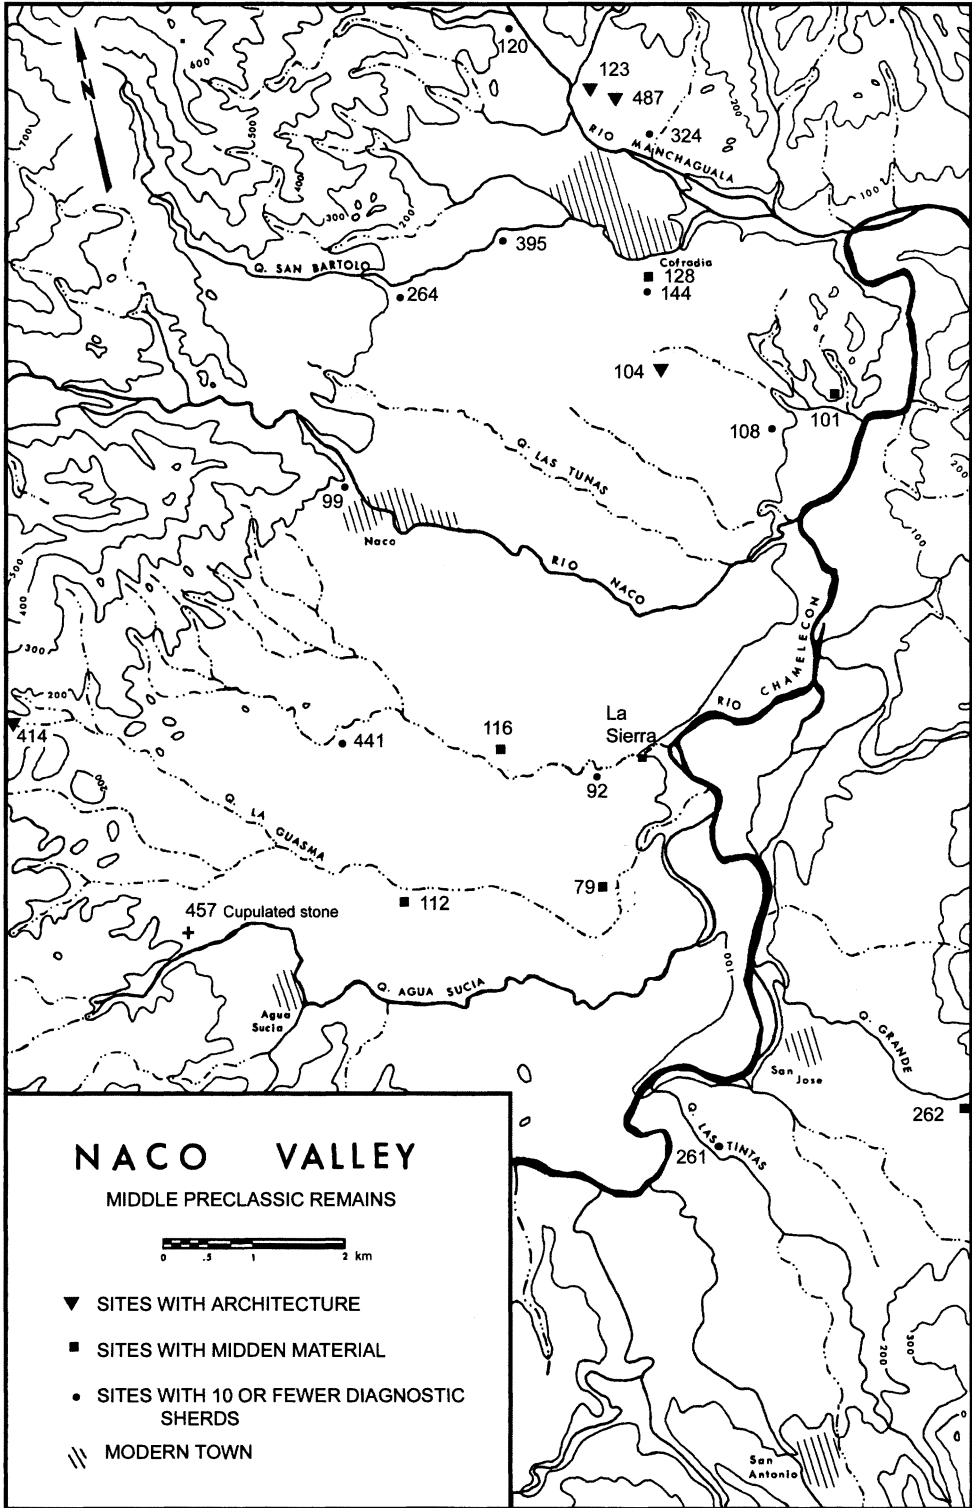 120
123
487
324
RIO MANCHAGUALA
600
500
400
700
300
200
200
100
N
395
Q. SAN BARTOLO
264
Cofradia
128
144
104
101
108
200
100
Q. LAS TUNAS
99
Naco
RIO NACO
500
400
300
200
RIO CHAMELECON
La
Sierra
414
441
116
92
200
Q. LA GUASMA
79
112
457 Cupulated stone
Q. AGUA SUCIA
Agua
Sucia
100
Q. GRANDE
San Jose
262
261
Q. LAS TINTAS
200
300
San
Antonio
NACO VALLEY
MIDDLE PRECLASSIC REMAINS
0 .5 1 2 km
SITES WITH ARCHITECTURE
SITES WITH MIDDEN MATERIAL
SITES WITH 10 OR FEWER DIAGNOSTIC
SHERDS
MODERN TOWN